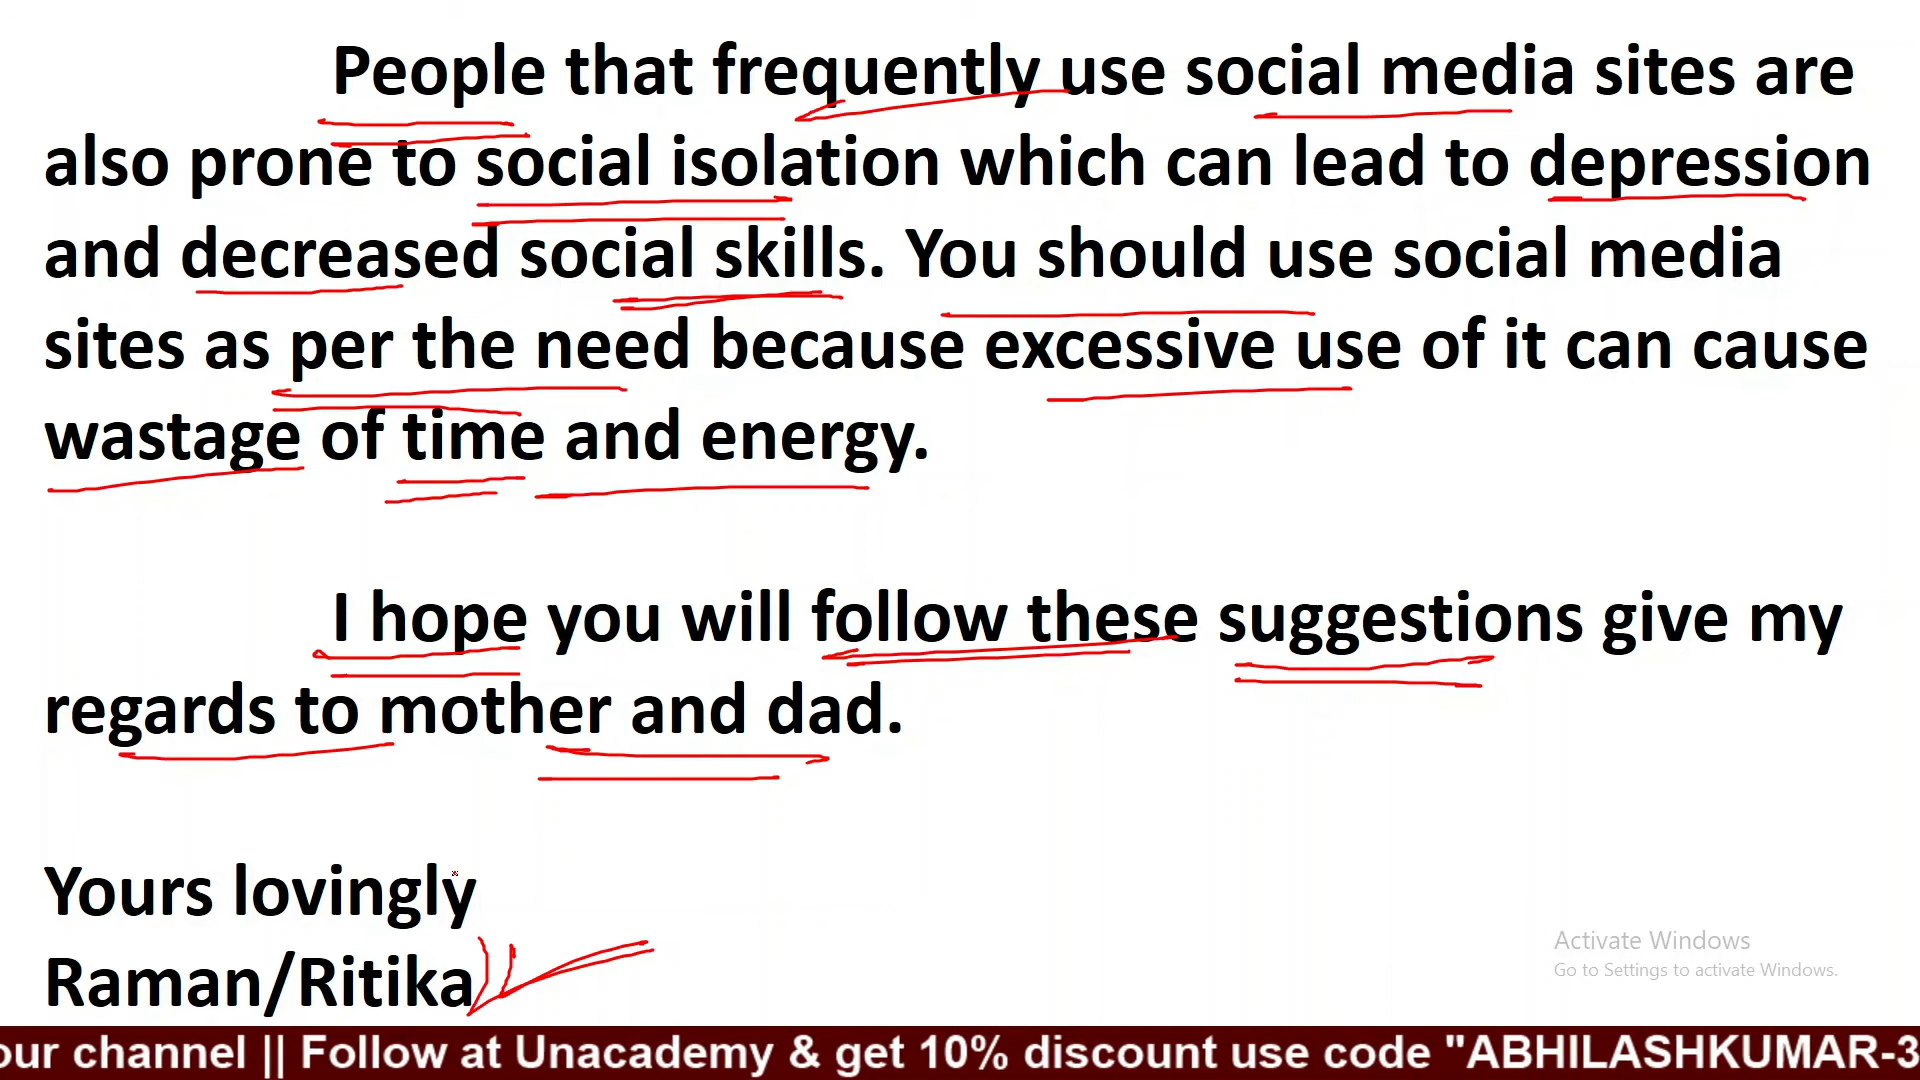 People that frequently use social media sites are
also prone to social isolation which can lead to depression
and decreased social skills. You should use social media
sites as per the need because excessive use of it can cause
wastage of time and energy.
I hope you will follow these suggestions give my
regards to mother and dad.
Yours lovingly
Raman/Ritika
Activate Windows
Go to Settings to activate Windows.
our channel || Follow at Unacademy & get 10% discount use code "ABHILASHKUMAR-3